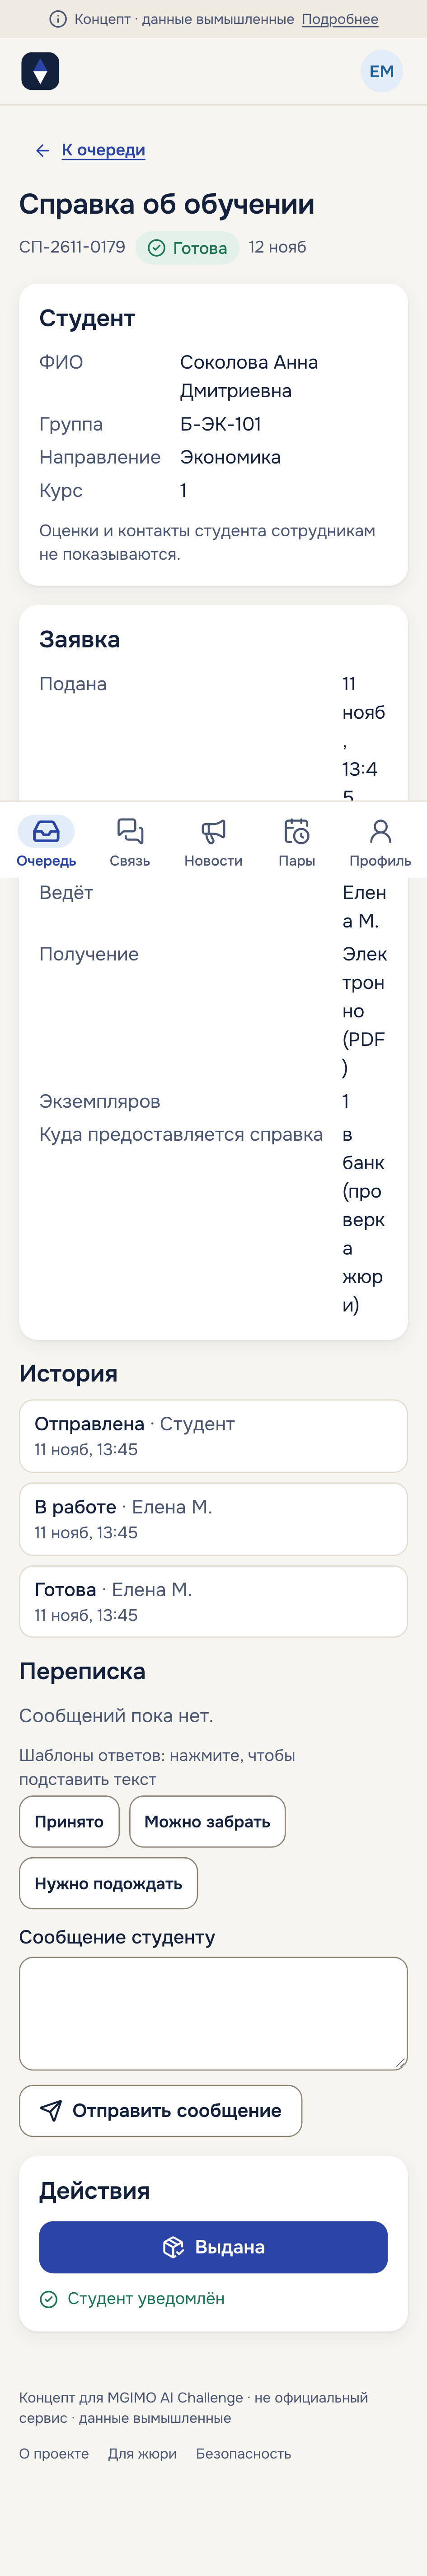 Концепт · данные вымышленные Подробнее
ЕМ
К очереди
Справка об обучении
СП-2611-0179 Готова 12 нояб
Студент
ФИО Соколова Анна
Дмитриевна
Группа Б-ЭК-101
Направление Экономика
Курс 1
Оценки и контакты студента сотрудникам
не показываются.
Заявка
Подана 11
нояб
,
13:4
5
Очередь Связь Новости Пары Профиль
Ведёт Елен
а М.
Получение Элек
трон
но
(PDF
)
Экземпляров 1
Куда предоставляется справка в
банк
(про
верк
а
жюр
и)
История
Отправлена · Студент
11 нояб, 13:45
В работе · Елена М.
11 нояб, 13:45
Готова · Елена М.
11 нояб, 13:45
Переписка
Сообщений пока нет.
Шаблоны ответов: нажмите, чтобы
подставить текст
Принято Можно забрать
Нужно подождать
Сообщение студенту
Отправить сообщение
Действия
Выдана
Студент уведомлён
Концепт для MGIMO AI Challenge · не официальный
сервис · данные вымышленные
О проекте Для жюри Безопасность